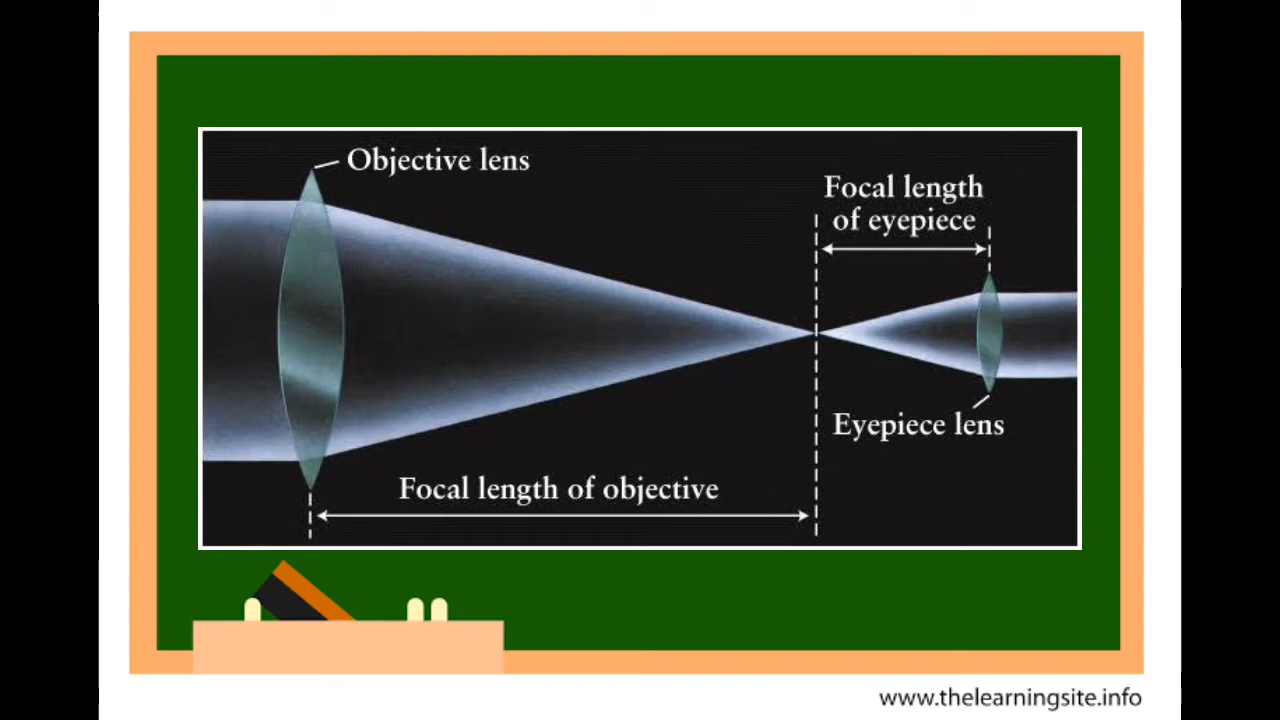 Objective lens
Focal length
of eyepiece
Eyepiece lens
Focal length of objective
www.thelearningsite.info